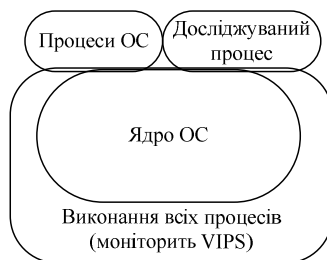 Процеси ОС
Досліджуваний
процес
Ядро ОС
Виконання всіх процесів
(моніторить VIPS)